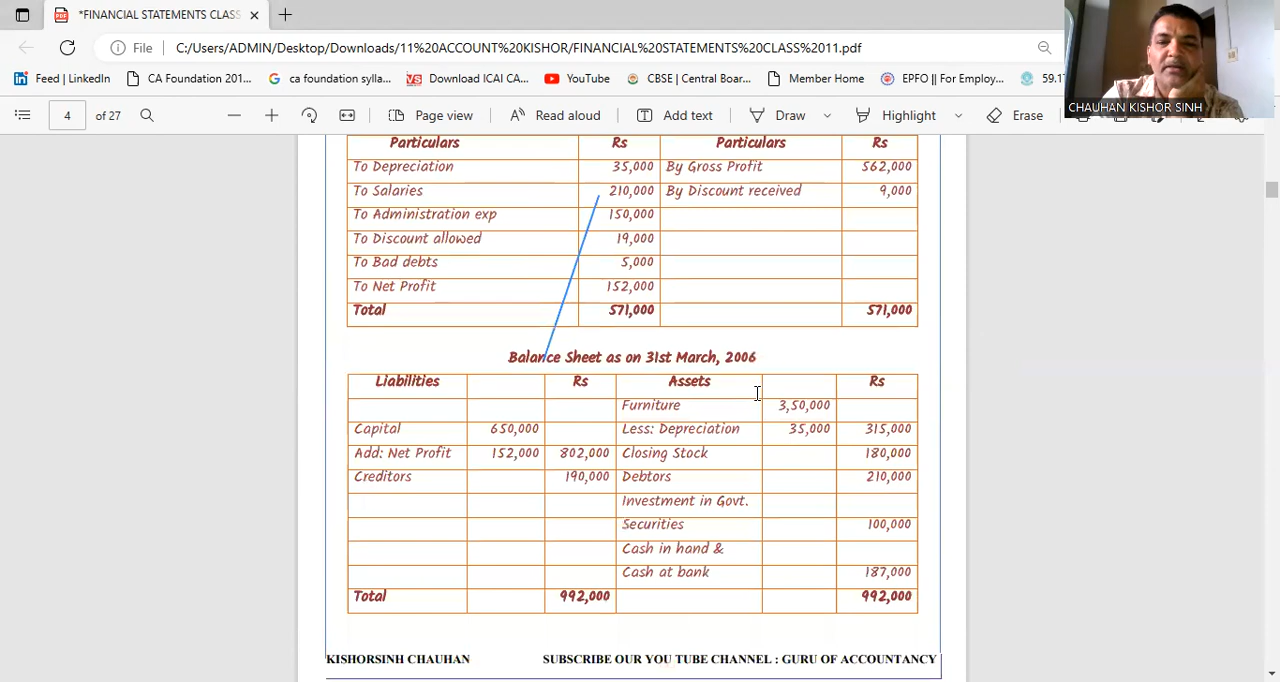 *FINANCIAL STATEMENTS CLASS
File C:/Users/ADMIN/Desktop/Downloads/11%20ACCOUNT%20KISHOR/FINANCIAL%20STATEMENTS%20CLASS%2011.pdf
Feed | LinkedIn CA Foundation 201... ca foundation sylla... Download ICAI CA... YouTube CBSE | Central Boar... Member Home EPFO || For Employ... 59.1
CHAUHAN KISHOR SINH
4 of 27 Page view Read aloud Add text Draw Highlight Erase
Particulars Rs Particulars Rs
To Depreciation 35,000 By Gross Profit 562,000
To Salaries 210,000 By Discount received 9,000
To Administration exp 150,000
To Discount allowed 19,000
To Bad debts 5,000
To Net Profit 152,000
Total 571,000 571,000
Balance Sheet as on 31st March, 2006
Liabilities Rs Assets Rs
Furniture 3,50,000
Capital 650,000 Less: Depreciation 35,000 315,000
Add: Net Profit 152,000 802,000 Closing Stock 180,000
Creditors 190,000 Debtors 210,000
Investment in Govt.
Securities 100,000
Cash in hand &
Cash at bank 187,000
Total 992,000 992,000
KISHORSINH CHAUHAN SUBSCRIBE OUR YOU TUBE CHANNEL : GURU OF ACCOUNTANCY